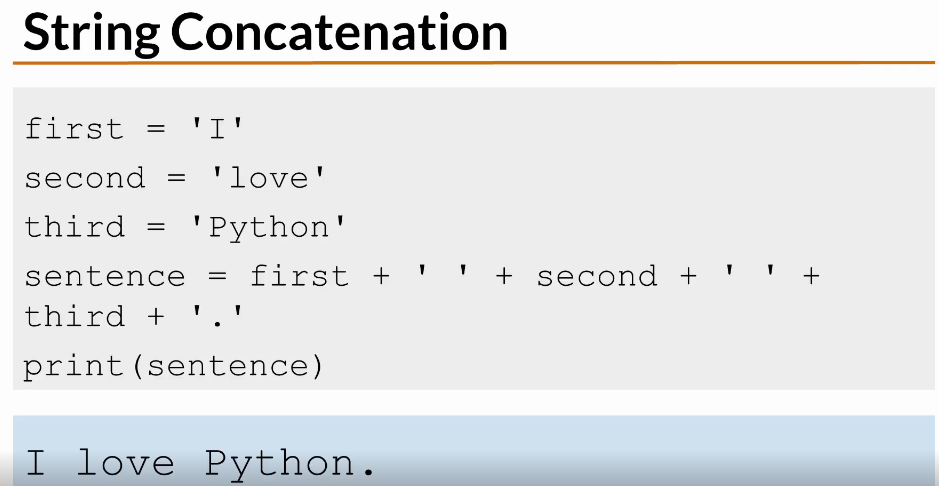 String Concatenation
first = 'I'
second = 'love'
third = 'Python'
sentence = first + ' ' + second + ' ' +
third + '.'
print(sentence)
I love Python.